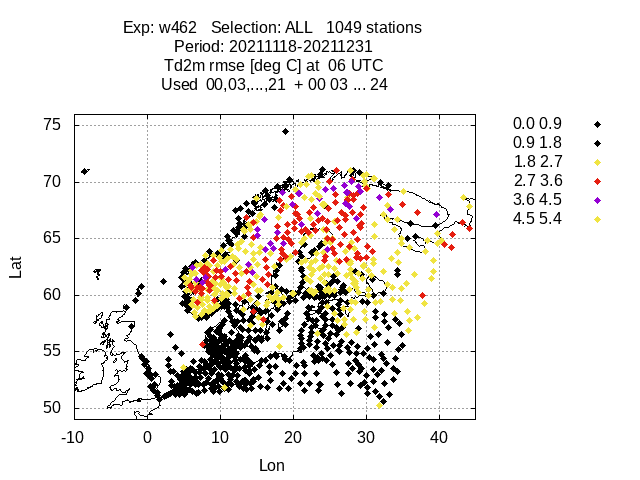 Exp: w462   Selection: ALL   1049 stations
Period: 20211118-20211231
Td2m rmse [deg C] at  06 UTC
Used  00,03,...,21  + 00 03 ... 24
75
70
65
60
55
50
Lat
-10 0 10 20 30 40
Lon
0.0 0.9
0.9 1.8
1.8 2.7
2.7 3.6
3.6 4.5
4.5 5.4